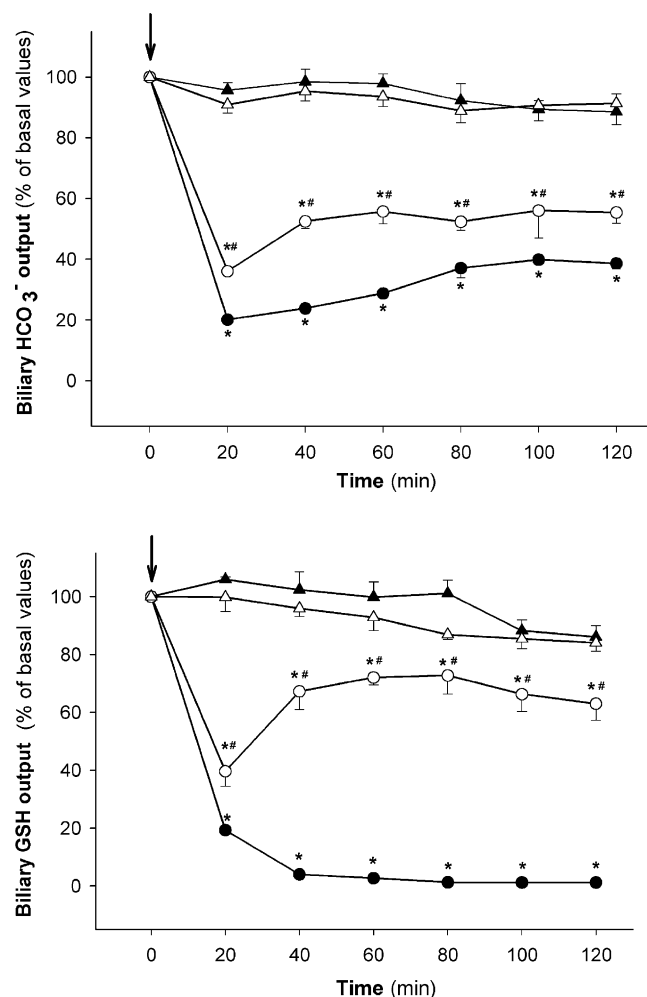 Biliary HCO3- output (% of basal values)
100
80
60
40
20
0
*# *# *# *# *# *# *#
* * * * * *
0 20 40 60 80 100 120
Time (min)
Biliary GSH output (% of basal values)
100
80
60
40
20
0
*# *# *# *# *# *#
* * * * * *
0 20 40 60 80 100 120
Time (min)